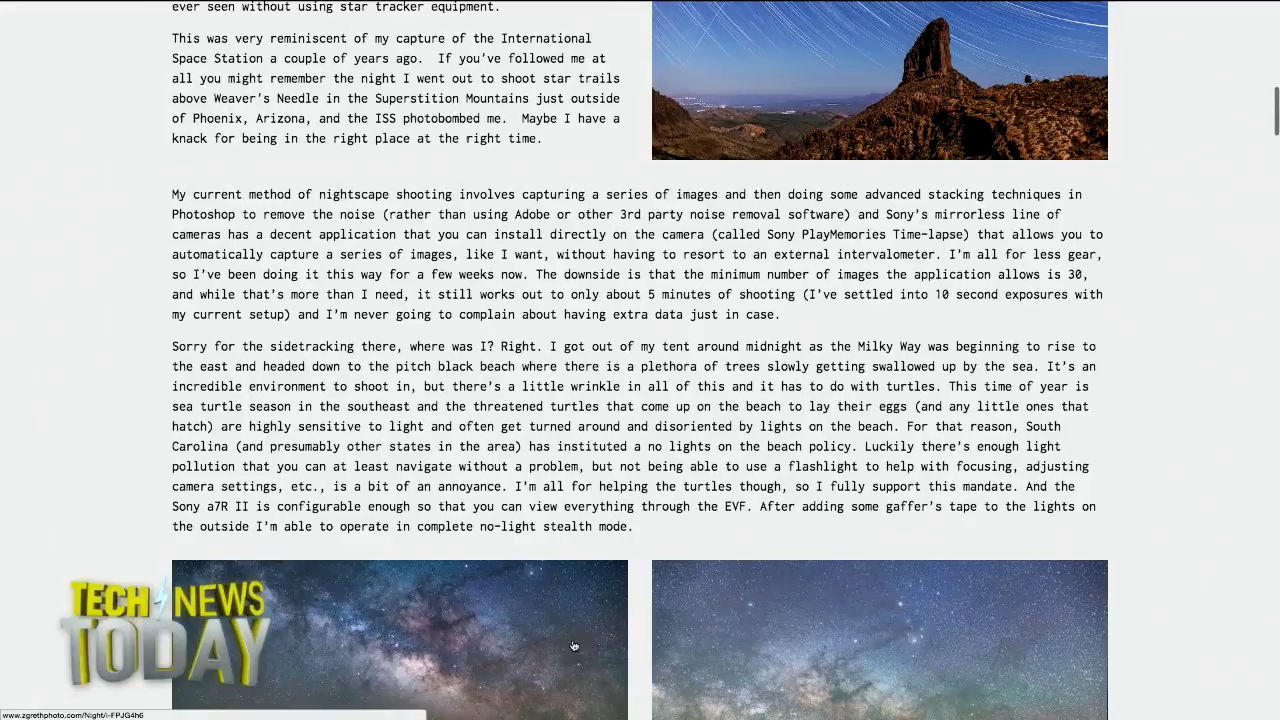 ever seen without using star tracker equipment.
This was very reminiscent of my capture of the International
Space Station a couple of years ago.  If you've followed me at
all you might remember the night I went out to shoot star trails
above Weaver's Needle in the Superstition Mountains just outside
of Phoenix, Arizona, and the ISS photobombed me.  Maybe I have a
knack for being in the right place at the right time.
My current method of nightscape shooting involves capturing a series of images and then doing some advanced stacking techniques in
Photoshop to remove the noise (rather than using Adobe or other 3rd party noise removal software) and Sony's mirrorless line of
cameras has a decent application that you can install directly on the camera (called Sony PlayMemories Time-lapse) that allows you to
automatically capture a series of images, like I want, without having to resort to an external intervalometer. I'm all for less gear,
so I've been doing it this way for a few weeks now. The downside is that the minimum number of images the application allows is 30,
and while that's more than I need, it still works out to only about 5 minutes of shooting (I've settled into 10 second exposures with
my current setup) and I'm never going to complain about having extra data just in case.
Sorry for the sidetracking there, where was I? Right. I got out of my tent around midnight as the Milky Way was beginning to rise to
the east and headed down to the pitch black beach where there is a plethora of trees slowly getting swallowed up by the sea. It's an
incredible environment to shoot in, but there's a little wrinkle in all of this and it has to do with turtles. This time of year is
sea turtle season in the southeast and the threatened turtles that come up on the beach to lay their eggs (and any little ones that
hatch) are highly sensitive to light and often get turned around and disoriented by lights on the beach. For that reason, South
Carolina (and presumably other states in the area) has instituted a no lights on the beach policy. Luckily there's enough light
pollution that you can at least navigate without a problem, but not being able to use a flashlight to help with focusing, adjusting
camera settings, etc., is a bit of an annoyance. I'm all for helping the turtles though, so I fully support this mandate. And the
Sony a7R II is configurable enough so that you can view everything through the EVF. After adding some gaffer's tape to the lights on
the outside I'm able to operate in complete no-light stealth mode.
TECH NEWS
TODAY
www.zgrethphoto.com/Night/i-FPJG4h6